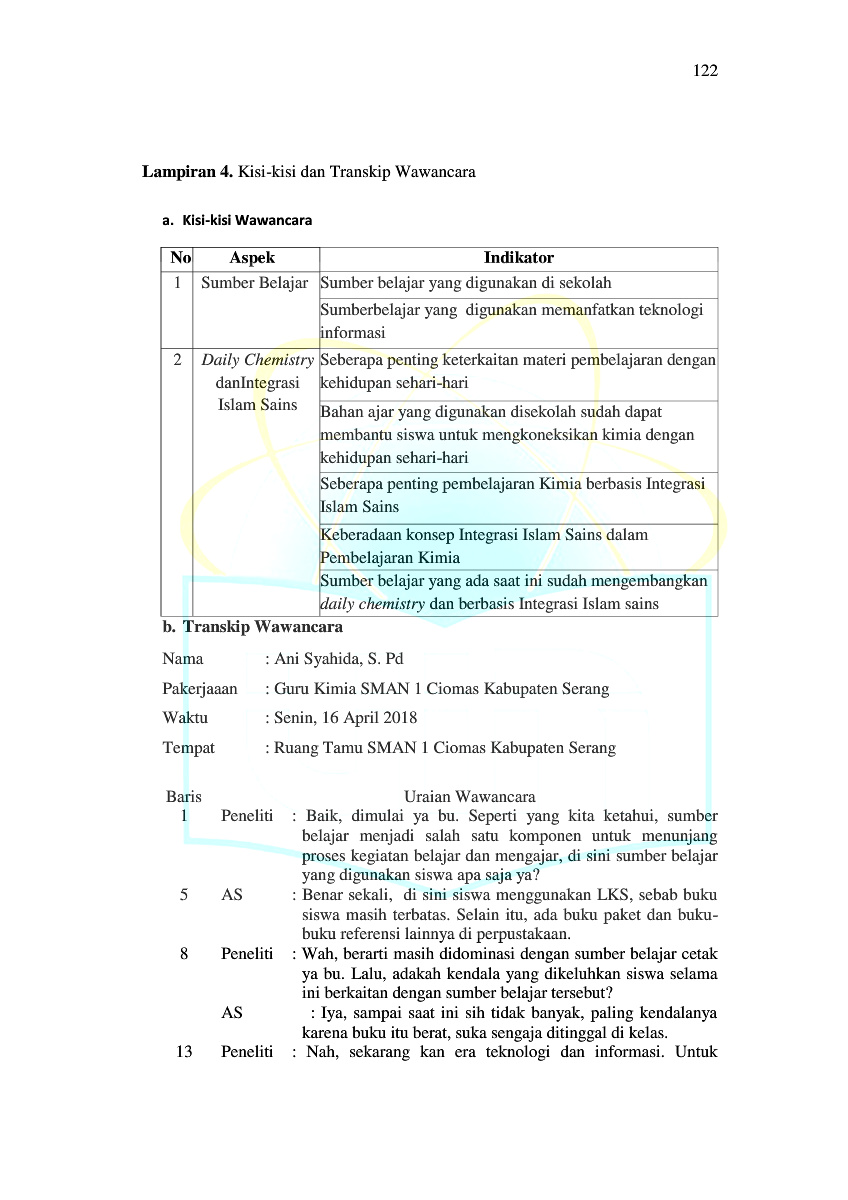 122
Lampiran 4. Kisi-kisi dan Transkip Wawancara
a. Kisi-kisi Wawancara
No Aspek Indikator
1 Sumber Belajar Sumber belajar yang digunakan di sekolah
Sumberbelajar yang digunakan memanfatkan teknologi
informasi
2 Daily Chemistry Seberapa penting keterkaitan materi pembelajaran dengan
danIntegrasi kehidupan sehari-hari
Islam Sains
Bahan ajar yang digunakan disekolah sudah dapat
membantu siswa untuk mengkoneksikan kimia dengan
kehidupan sehari-hari
Seberapa penting pembelajaran Kimia berbasis Integrasi
Islam Sains
Keberadaan konsep Integrasi Islam Sains dalam
Pembelajaran Kimia
Sumber belajar yang ada saat ini sudah mengembangkan
daily chemistry dan berbasis Integrasi Islam sains
b. Transkip Wawancara
Nama : Ani Syahida, S. Pd
Pakerjaaan : Guru Kimia SMAN 1 Ciomas Kabupaten Serang
Waktu : Senin, 16 April 2018
Tempat : Ruang Tamu SMAN 1 Ciomas Kabupaten Serang
Baris Uraian Wawancara
1 Peneliti : Baik, dimulai ya bu. Seperti yang kita ketahui, sumber
belajar menjadi salah satu komponen untuk menunjang
proses kegiatan belajar dan mengajar, di sini sumber belajar
yang digunakan siswa apa saja ya?
5 AS : Benar sekali, di sini siswa menggunakan LKS, sebab buku
siswa masih terbatas. Selain itu, ada buku paket dan buku-
buku referensi lainnya di perpustakaan.
8 Peneliti : Wah, berarti masih didominasi dengan sumber belajar cetak
ya bu. Lalu, adakah kendala yang dikeluhkan siswa selama
ini berkaitan dengan sumber belajar tersebut?
AS : Iya, sampai saat ini sih tidak banyak, paling kendalanya
karena buku itu berat, suka sengaja ditinggal di kelas.
13 Peneliti : Nah, sekarang kan era teknologi dan informasi. Untuk